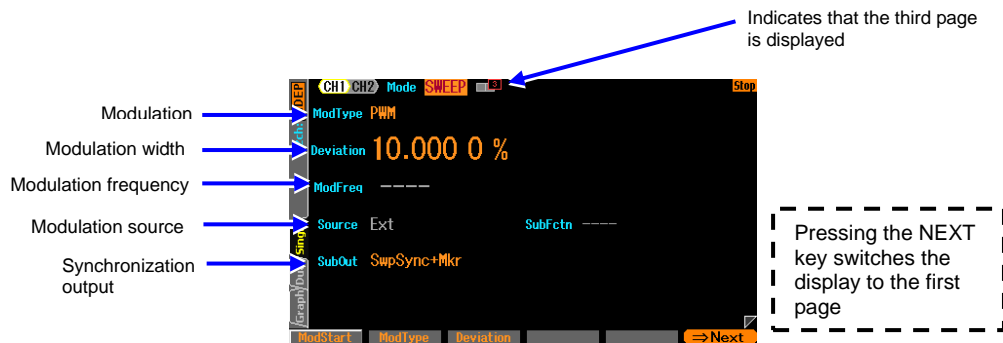 Indicates that the third page
is displayed
CH1 CH2 Mode SWEEP 3 Stop
Modulation
ModType PWM
Modulation width
Deviation 10.000 0 %
Modulation frequency
ModFreq ----
Modulation source
Source Ext SubFctn ----
Synchronization
output
SubOut SwpSync+Mkr
Pressing the NEXT
key switches the
display to the first
page
Graph
ModStart ModType Deviation ⇒Next